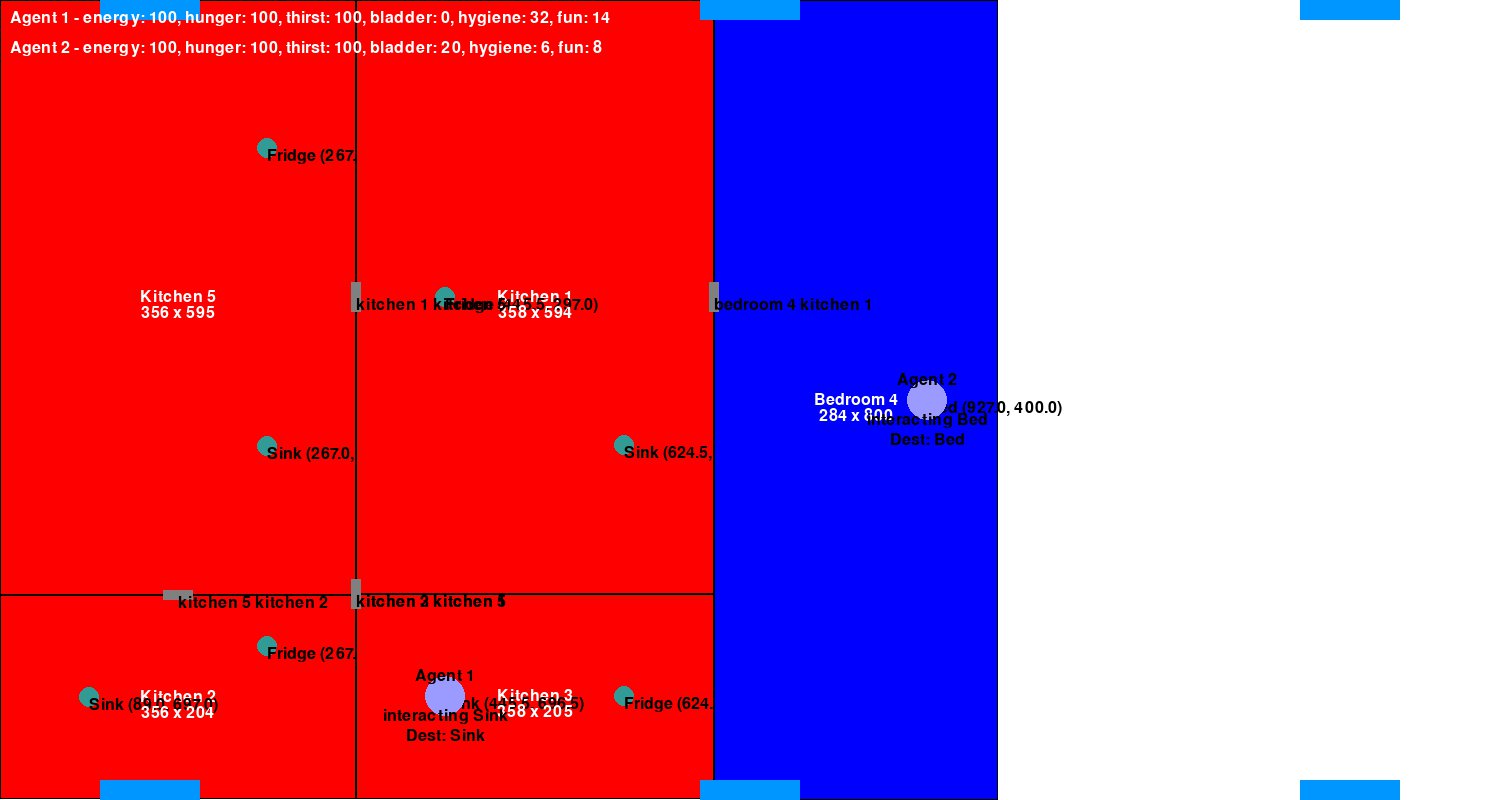 Agent 1 - energy: 100, hunger: 100, thirst: 100, bladder: 0, hygiene: 32, fun: 14
Agent 2 - energy: 100, hunger: 100, thirst: 100, bladder: 20, hygiene: 6, fun: 8
Fridge (267.
Kitchen 5
356 x 595
kitchen 1
Kitchen 1
358 x 594
bedroom 4 kitchen 1
Agent 2
Bedroom 4
284 x 800
(927.0, 400.0)
interacting Bed
Dest: Bed
Sink (267.0,
Sink (624.5,
kitchen 5 kitchen 2
Fridge (267.
Agent 1
Kitchen 2
356 x 204
Kitchen 3
358 x 205
Fridge (624.
interacting Sink
Dest: Sink